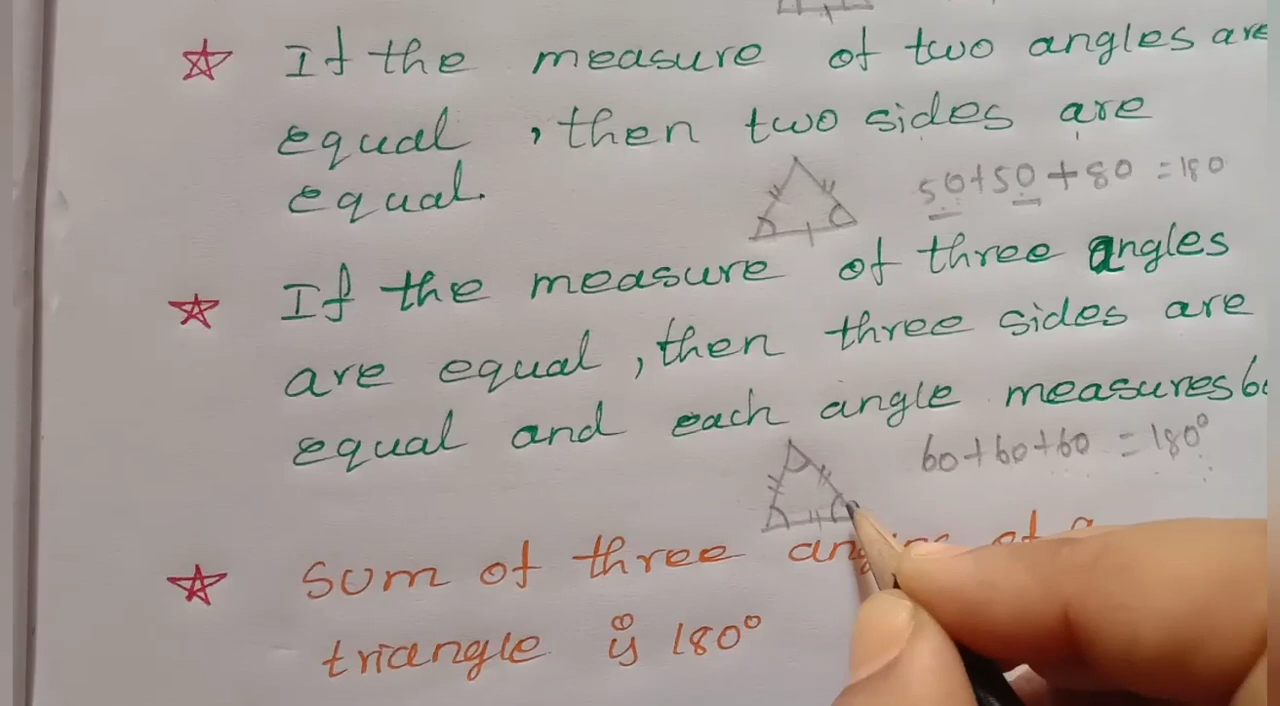 If the measure of two angles are
equal, then two sides are
equal.
50+50+80=180
If the measure of three angles
are equal, then three sides are
equal and each angle measures
60+60+60=180°
Sum of three of a
triangle is 180°